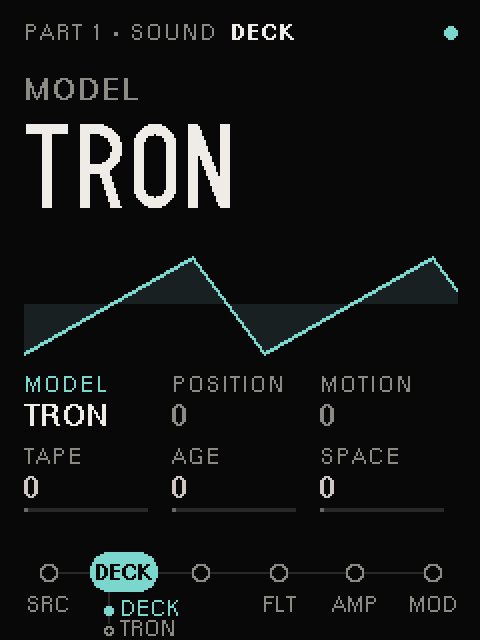 PART 1 · SOUND DECK
MODEL
TRON
MODEL POSITION MOTION
TRON 0 0
TAPE AGE SPACE
0 0 0
DECK
SRC FLT AMP MOD
DECK
TRON